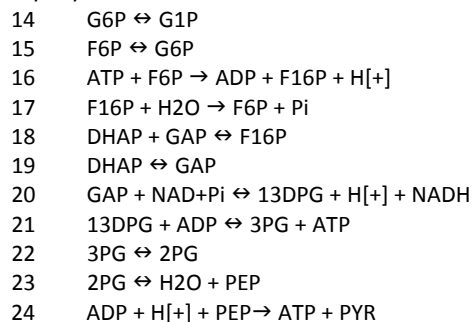 14 G6P ↔ G1P
15 F6P ↔ G6P
16 ATP + F6P → ADP + F16P + H[+]
17 F16P + H2O → F6P + Pi
18 DHAP + GAP ↔ F16P
19 DHAP ↔ GAP
20 GAP + NAD+Pi ↔ 13DPG + H[+] + NADH
21 13DPG + ADP ↔ 3PG + ATP
22 3PG ↔ 2PG
23 2PG ↔ H2O + PEP
24 ADP + H[+] + PEP→ ATP + PYR